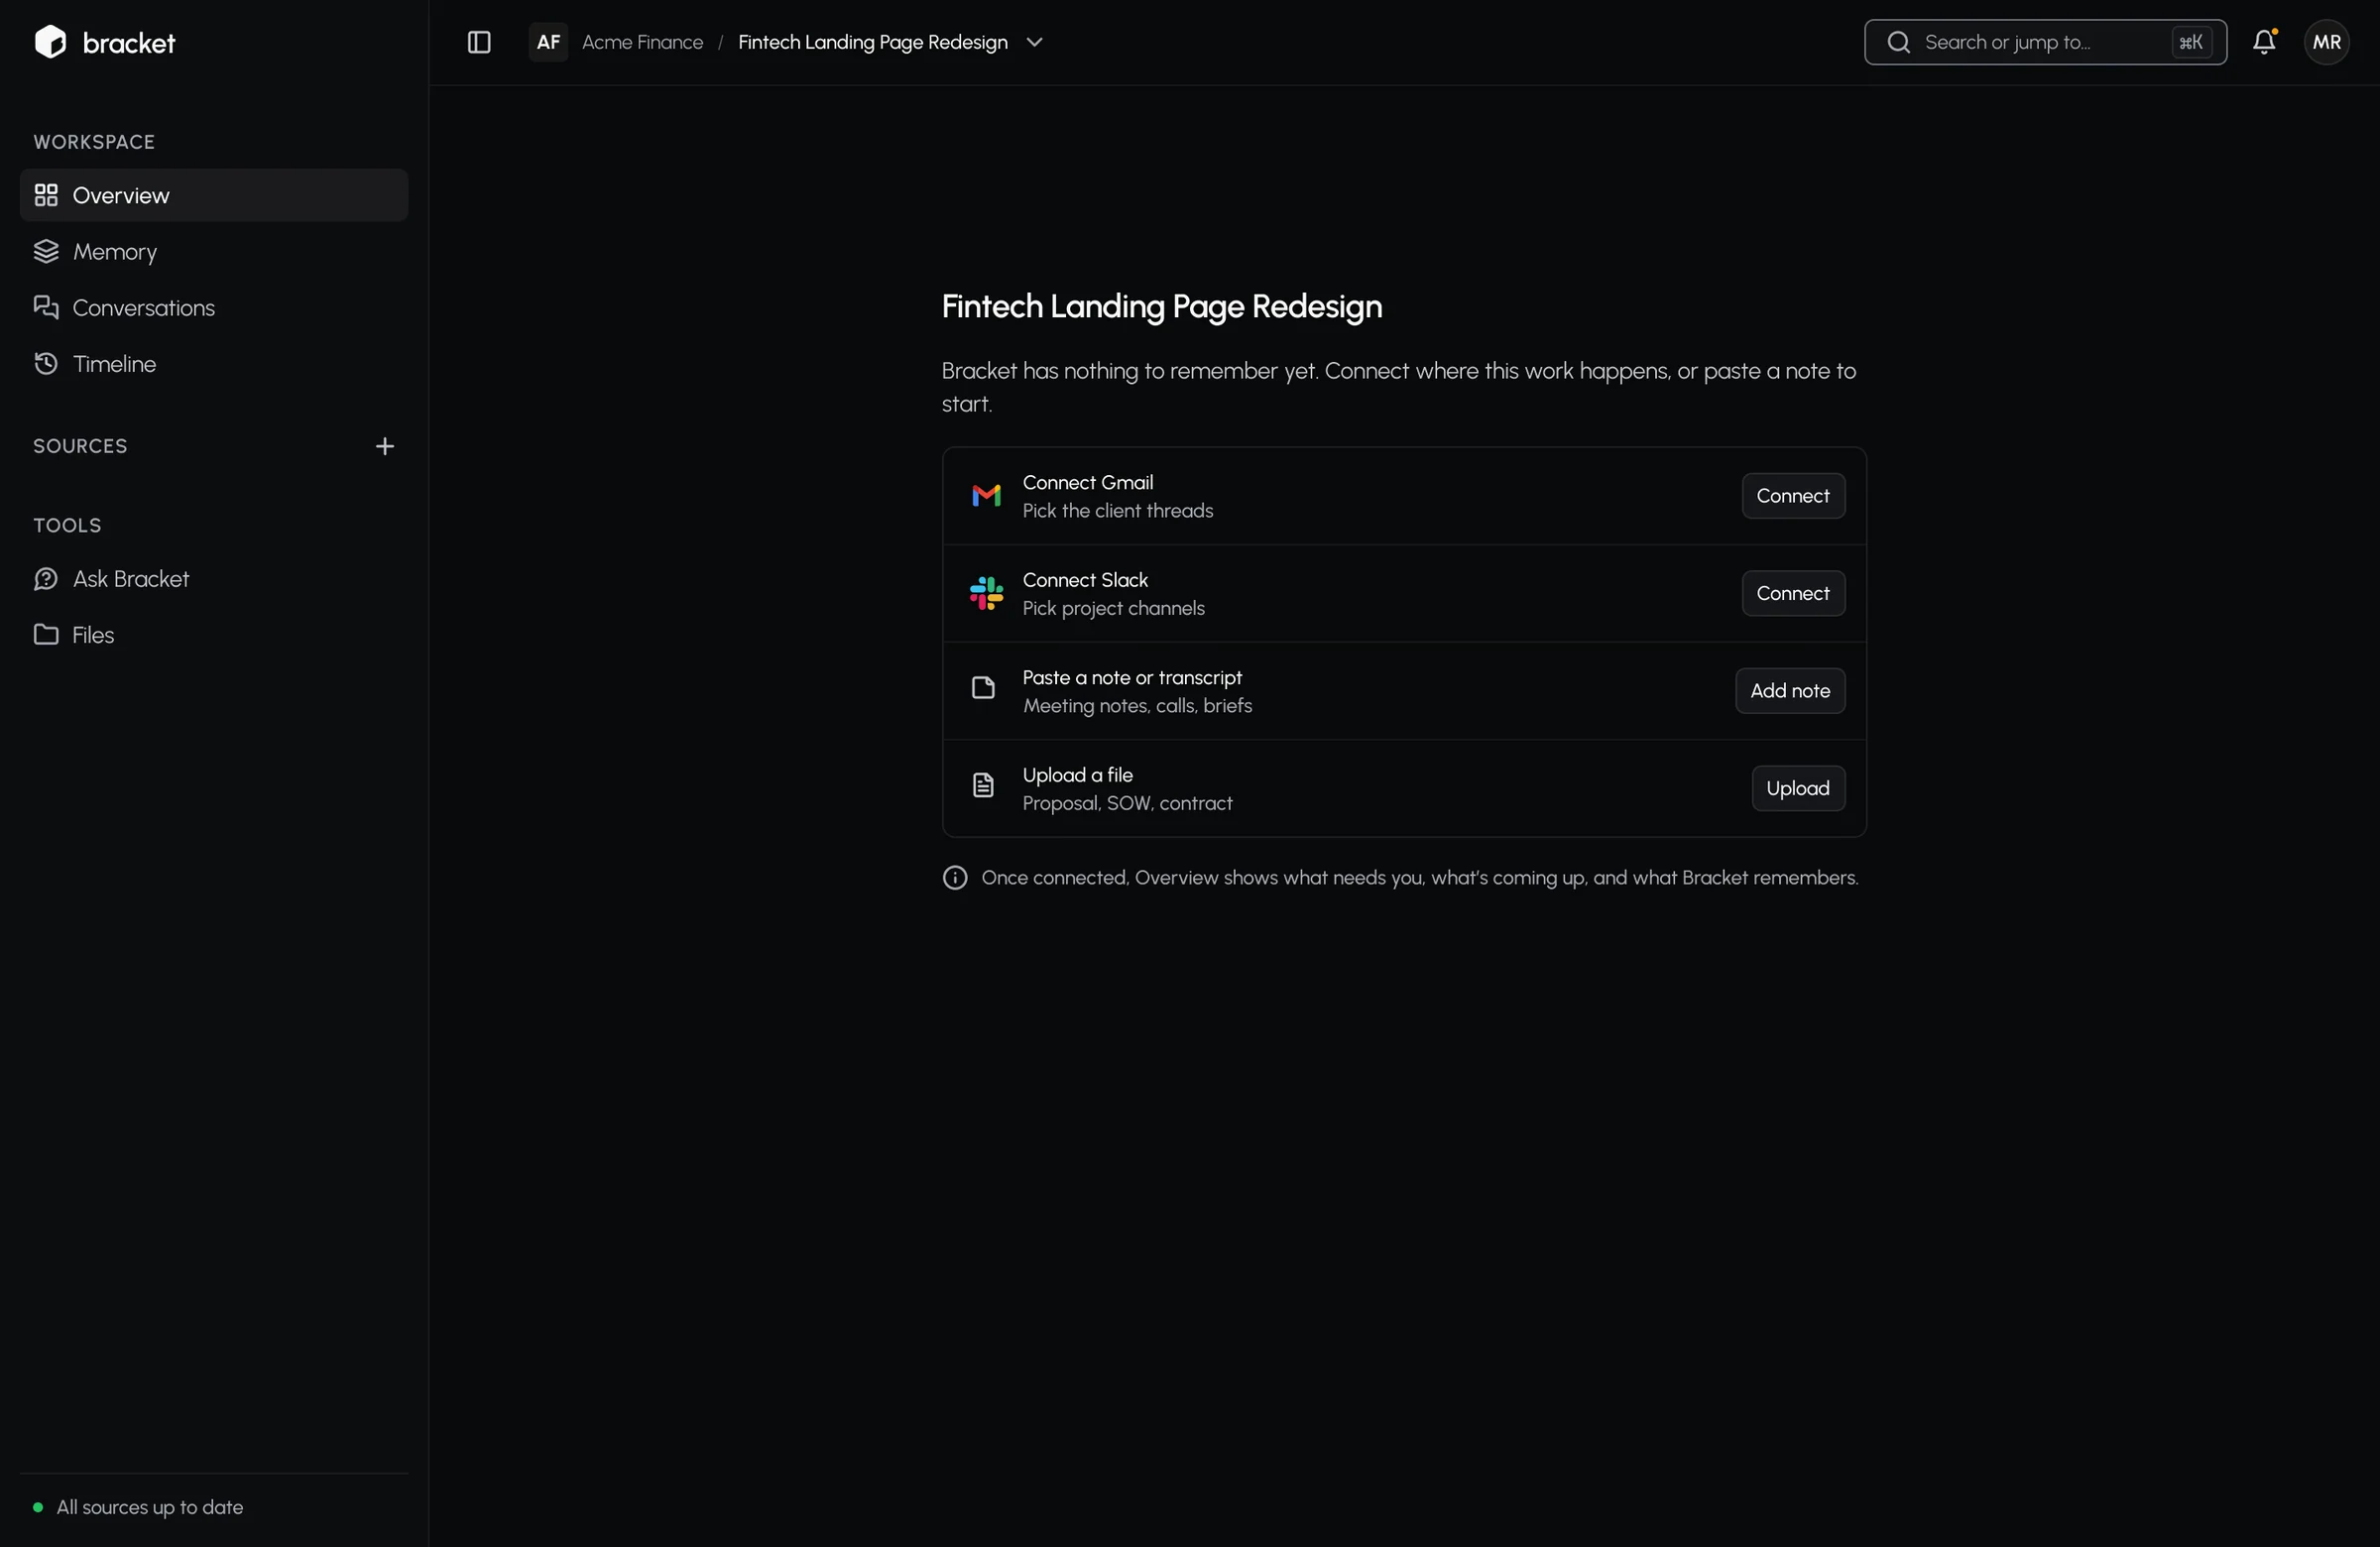 bracket
AF Acme Finance / Fintech Landing Page Redesign
Search or jump to... ⌘K
MR
WORKSPACE
Overview
Memory
Conversations
Timeline
SOURCES
TOOLS
Ask Bracket
Files
All sources up to date
Fintech Landing Page Redesign
Bracket has nothing to remember yet. Connect where this work happens, or paste a note to
start.
Connect Gmail
Pick the client threads
Connect
Connect Slack
Pick project channels
Connect
Paste a note or transcript
Meeting notes, calls, briefs
Add note
Upload a file
Proposal, SOW, contract
Upload
Once connected, Overview shows what needs you, what's coming up, and what Bracket remembers.